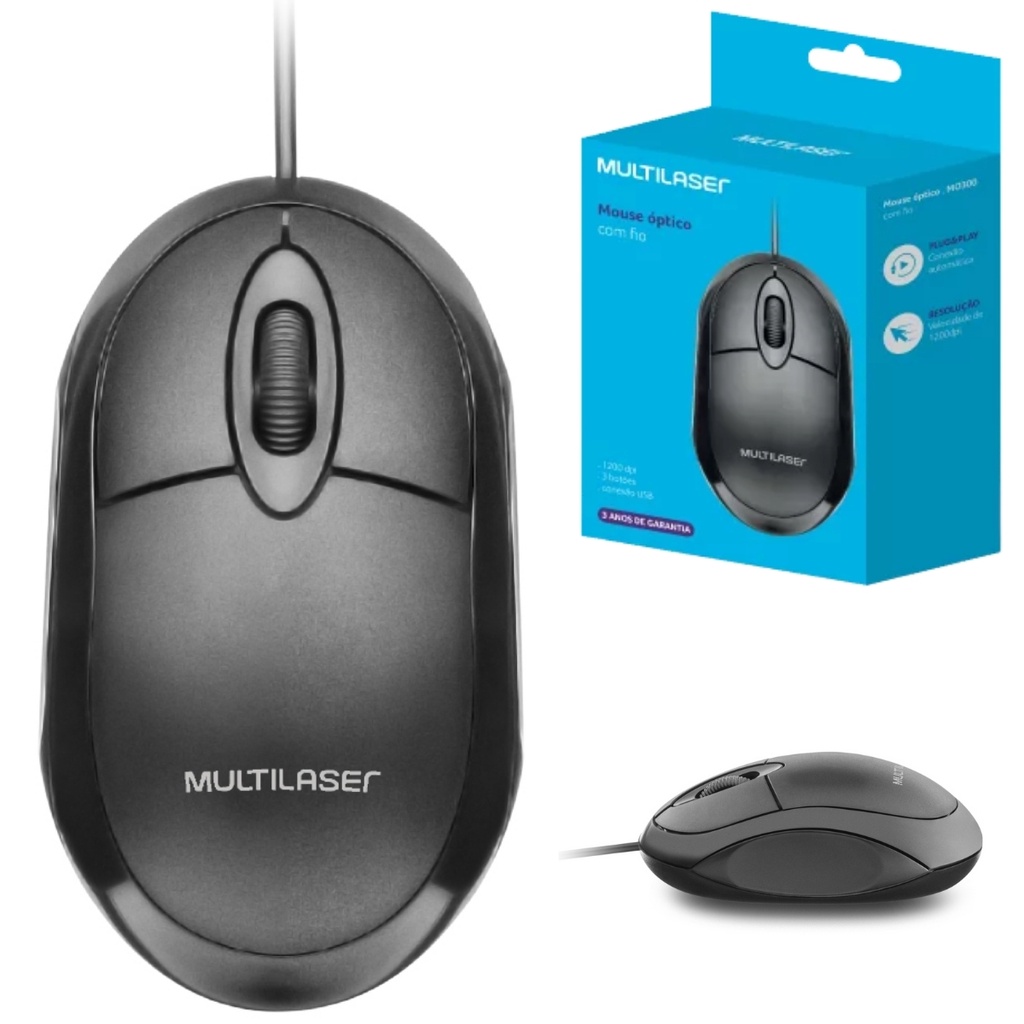 MULTILASER
MULTILASER
Mouse óptico
com fio
Mouse óptico . MO300
com fio
PLUG&PLAY
Conexão
automática
RESOLUÇÃO
Velocidade de
1200dpi
MULTILASER
. 1200 dpi
. 3 botões
. conexão USB
3 ANOS DE GARANTIA
MULTILASER
MULTI